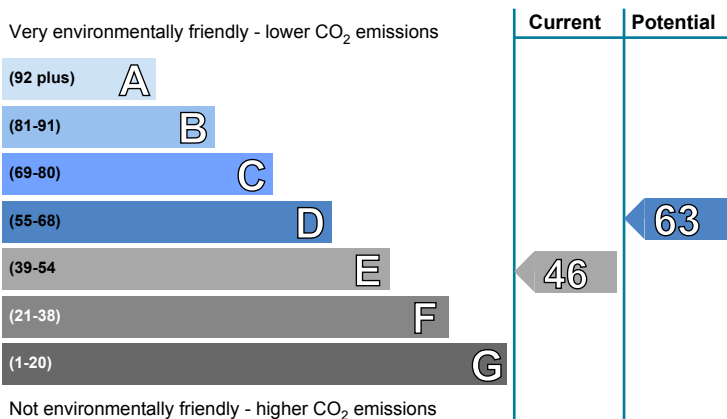 Very environmentally friendly - lower CO2 emissions
Current
Potential
(92 plus) A
(81-91) B
(69-80) C
(55-68) D
63
(39-54 E
46
(21-38) F
(1-20) G
Not environmentally friendly - higher CO2 emissions